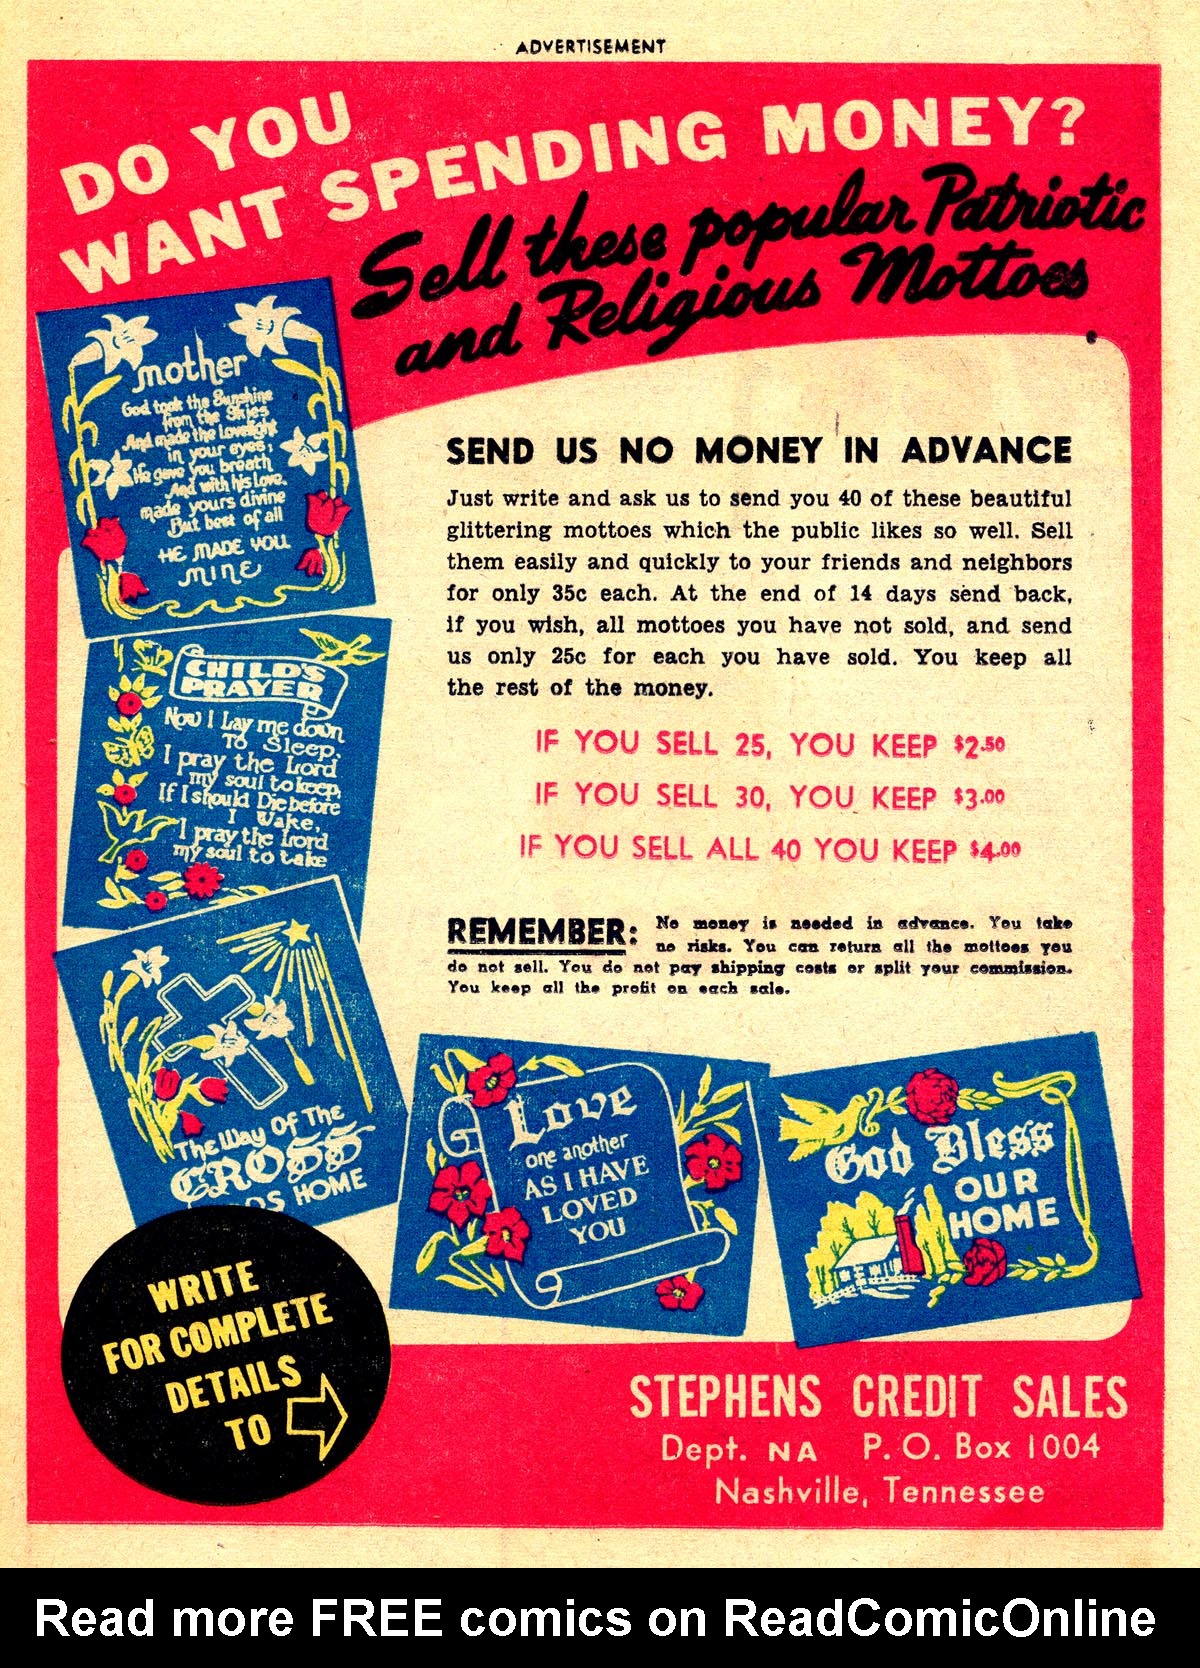 ADVERTISEMENT
DO YOU
WANT SPENDING MONEY?
Sell these popular Patriotic
and Religious Mottoes
mother
God took the Sunshine
from the Skies
And made the Lovelight
in your eyes;
He gave you breath
And with his Love.
made yours divine
But best of all
HE MADE YOU
MINE
CHILD'S
PRAYER
Now I Lay me down
To Sleep,
I pray the Lord
my soul to keep,
If I should Die before
I Wake,
I pray the Lord
my soul to take
The Way Of The
CROSS
DS HOME
SEND US NO MONEY IN ADVANCE
Just write and ask us to send you 40 of these beautiful
glittering mottoes which the public likes so well. Sell
them easily and quickly to your friends and neighbors
for only 35c each. At the end of 14 days send back,
if you wish, all mottoes you have not sold, and send
us only 25c for each you have sold. You keep all
the rest of the money.
IF YOU SELL 25, YOU KEEP $2.50
IF YOU SELL 30, YOU KEEP $3.00
IF YOU SELL ALL 40 YOU KEEP $4.00
REMEMBER: No money is needed in advance. You take
no risks. You can return all the mottoes you
do not sell. You do not pay shipping costs or split your commission.
You keep all the profit on each sale.
Love
one another
AS I HAVE
LOVED
YOU
God Bless
OUR
HOME
WRITE
FOR COMPLETE
DETAILS
TO
STEPHENS CREDIT SALES
Dept. NA P. O. Box 1004
Nashville, Tennessee
Read more FREE comics on ReadComicOnline